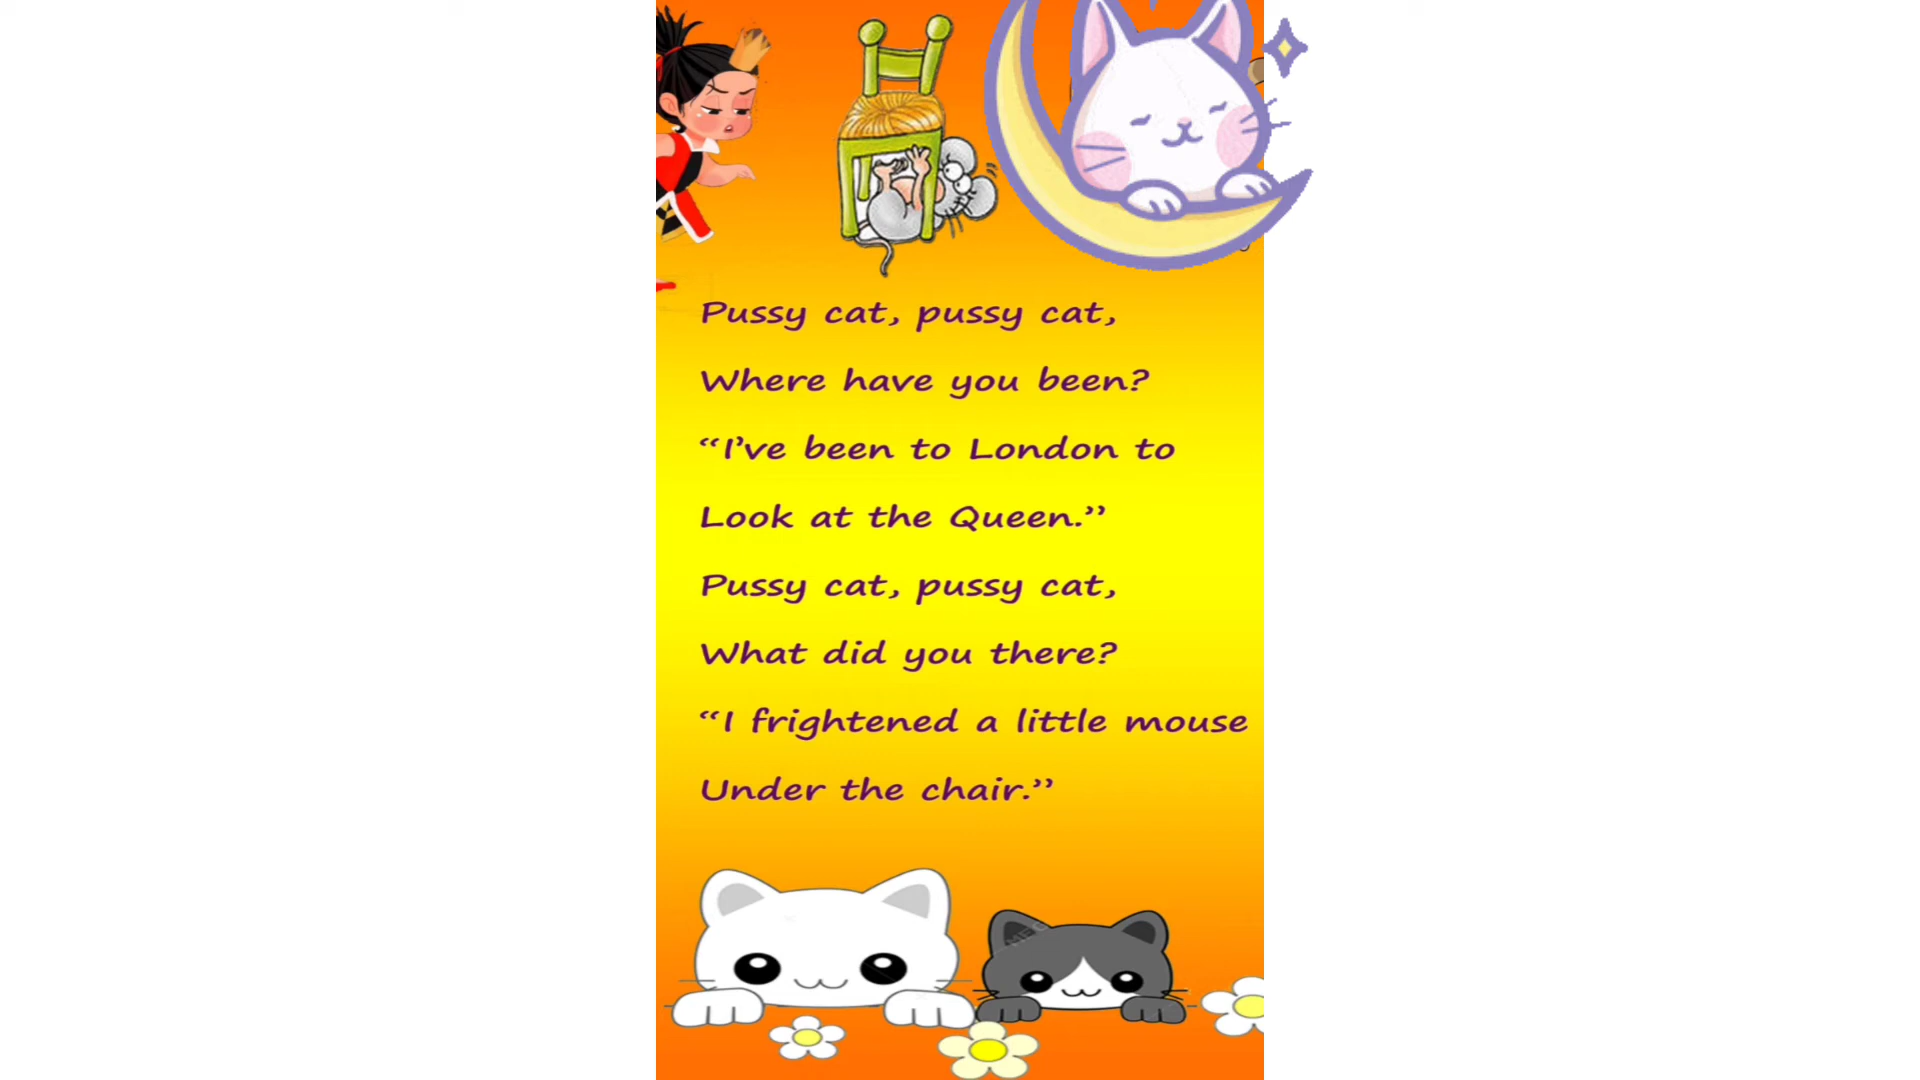 Pussy cat, pussy cat,
Where have you been?
“I’ve been to London to
Look at the Queen.”
Pussy cat, pussy cat,
What did you there?
“I frightened a little mouse
Under the chair.”